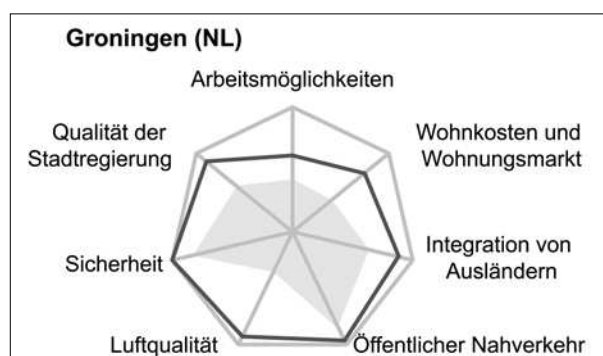 Groningen (NL)
Arbeitsmöglichkeiten
Qualität der
Stadtregierung
Wohnkosten und
Wohnungsmarkt
Sicherheit
Integration von
Ausländern
Luftqualität
Öffentlicher Nahverkehr